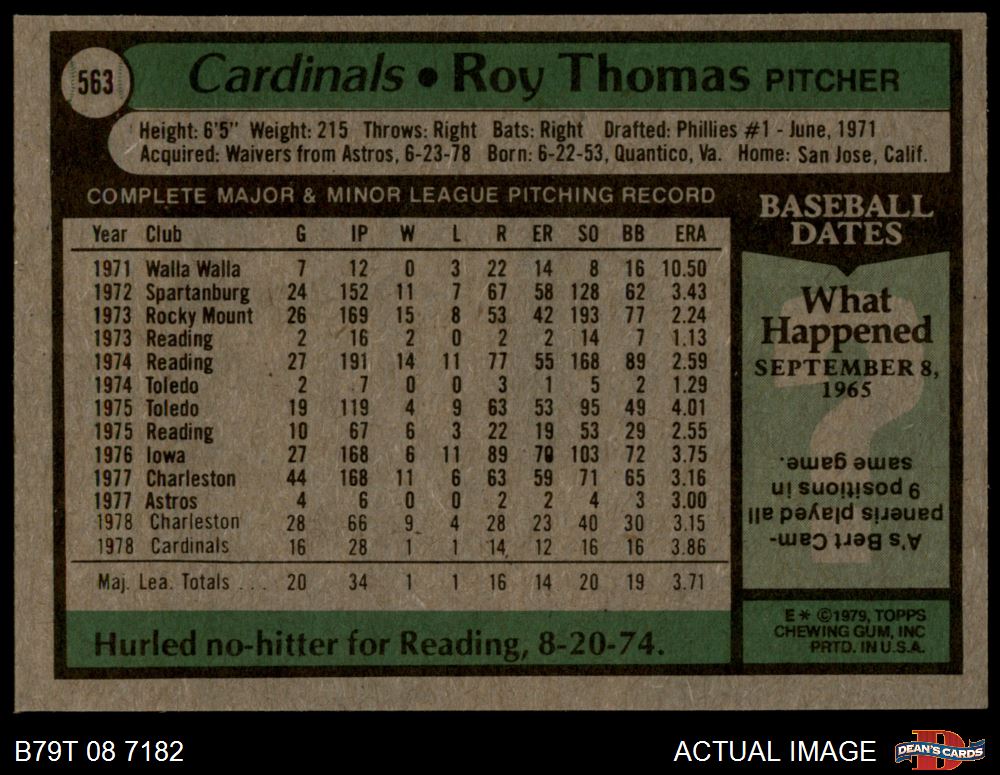 563
Cardinals • Roy Thomas PITCHER
Height: 6'5" Weight: 215 Throws: Right Bats: Right Drafted: Phillies #1 - June, 1971
Acquired: Waivers from Astros, 6-23-78 Born: 6-22-53, Quantico, Va. Home: San Jose, Calif.
COMPLETE MAJOR & MINOR LEAGUE PITCHING RECORD
Year Club G IP W L R ER SO BB ERA
1971 Walla Walla 7 12 0 3 22 14 8 16 10.50
1972 Spartanburg 24 152 11 7 67 58 128 62 3.43
1973 Rocky Mount 26 169 15 8 53 42 193 77 2.24
1973 Reading 2 16 2 0 2 2 14 7 1.13
1974 Reading 27 191 14 11 77 55 168 89 2.59
1974 Toledo 2 7 0 0 3 1 5 2 1.29
1975 Toledo 19 119 4 9 63 53 95 49 4.01
1975 Reading 10 67 6 3 22 19 53 29 2.55
1976 Iowa 27 168 6 11 89 70 103 72 3.75
1977 Charleston 44 168 11 6 63 59 71 65 3.16
1977 Astros 4 6 0 0 2 2 4 3 3.00
1978 Charleston 28 66 9 4 28 23 40 30 3.15
1978 Cardinals 16 28 1 1 14 12 16 16 3.86
Maj. Lea. Totals . . . 20 34 1 1 16 14 20 19 3.71
Hurled no-hitter for Reading, 8-20-74.
BASEBALL
DATES
What
Happened
SEPTEMBER 8,
1965
A's Bert Cam-
paneris played all
9 positions in
same game.
E * ©1979, TOPPS
CHEWING GUM, INC
PRTD. IN U.S.A.
B79T 08 7182
ACTUAL IMAGE
DEAN'S CARDS